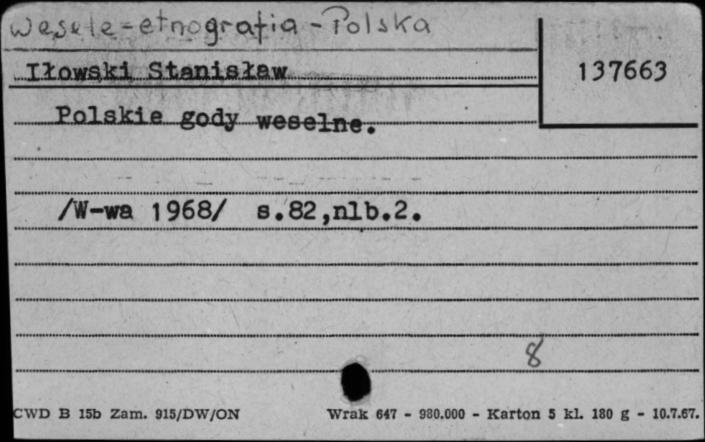 Wesele-etnografia-Polska
Iłowski Stanisław
137663
Polskie gody weselne.
/W-wa 1968/ s.82,nlb.2.
8
CWD B 15b Zam. 915/DW/ON Wrak 647 - 980.000 - Karton 5 kl. 180 g - 10.7.67.